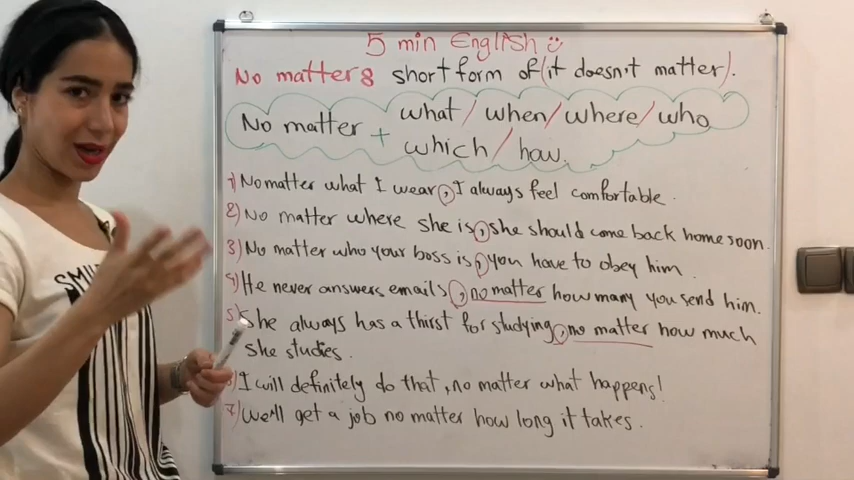 5 min English
No matter: short form of (it doesn't matter).
No matter + what / when / where / who
which / how.
1) No matter what I wear, I always feel comfortable.
2) No matter where she is, she should come back home soon.
3) No matter who your boss is, you have to obey him.
4) He never answers emails, no matter how many you send him.
5) She always has a thirst for studying, no matter how much
she studies.
6) I will definitely do that, no matter what happens!
7) We'll get a job no matter how long it takes.